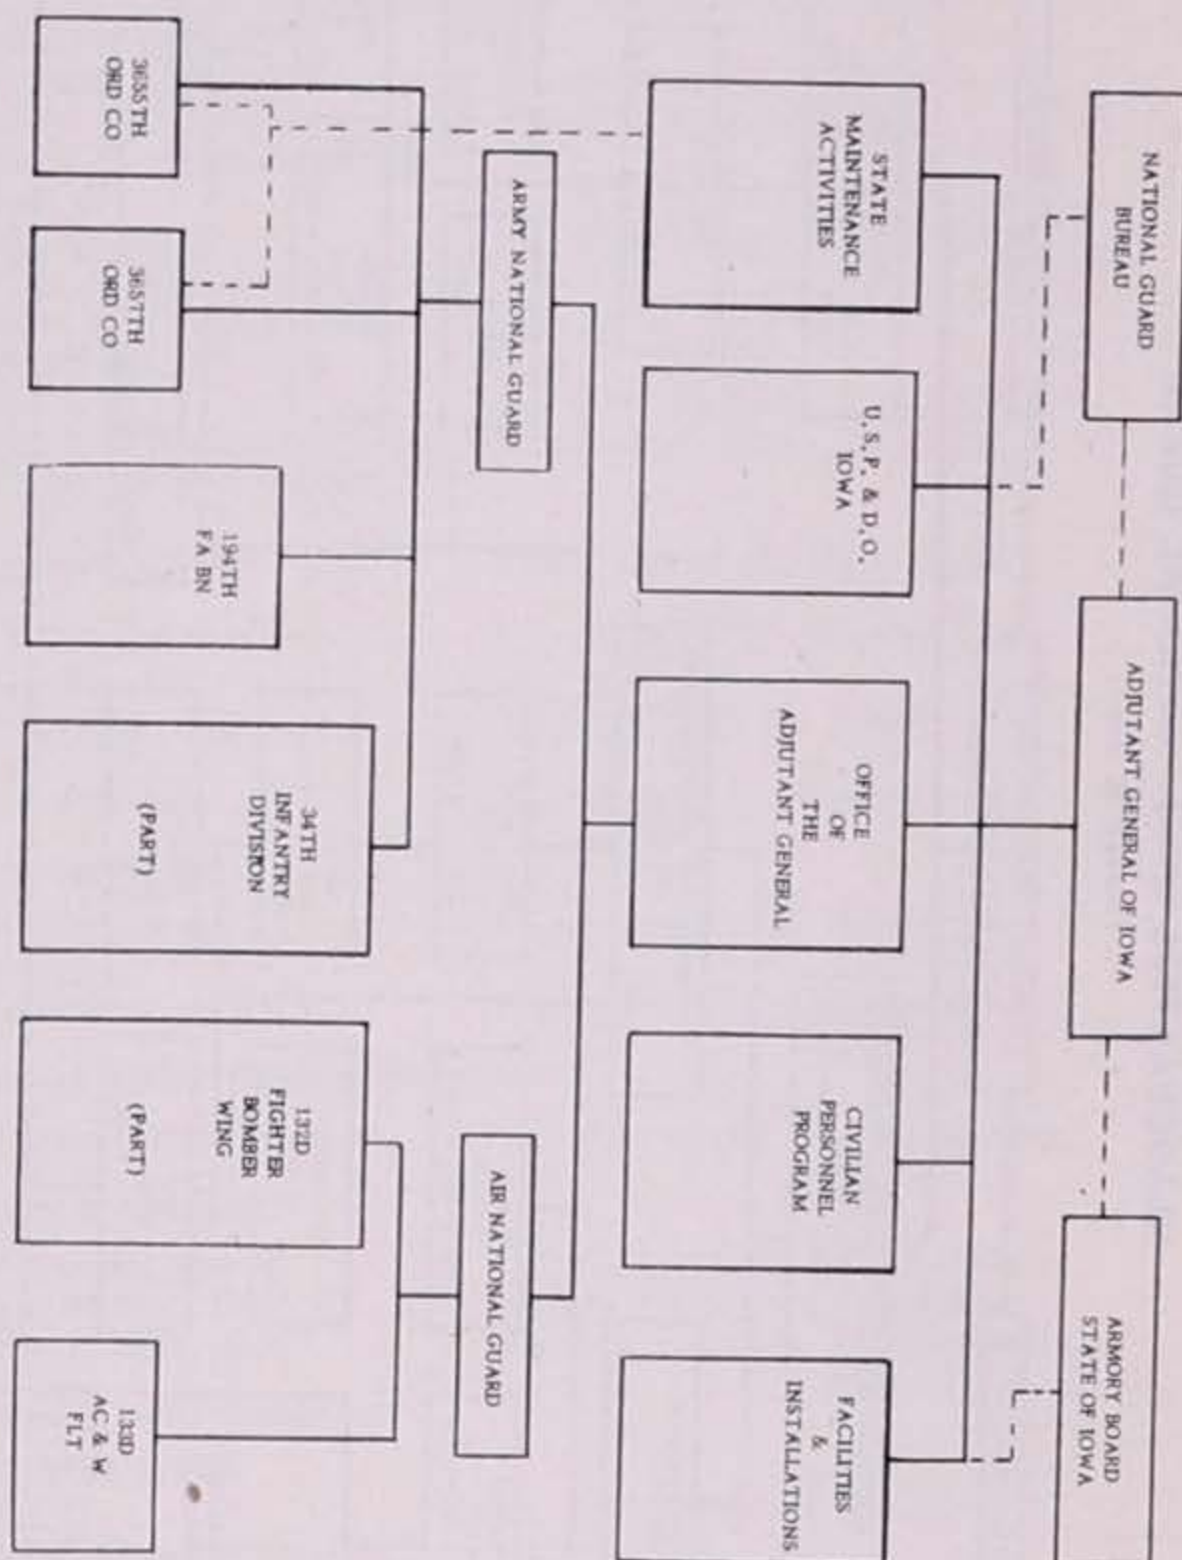 NATIONAL GUARD
BUREAU
ADJUTANT GENERAL OF IOWA
ARMORY BOARD
STATE OF IOWA
STATE
MAINTENANCE
ACTIVITIES
U.S.P. & D.O.
IOWA
OFFICE
OF
THE
ADJUTANT GENERAL
CIVILIAN
PERSONNEL
PROGRAM
FACILITIES
&
INSTALLATIONS
ARMY NATIONAL GUARD
AIR NATIONAL GUARD
3655TH
ORD CO
3657TH
ORD CO
194TH
FA BN
34TH
INFANTRY
DIVISION
(PART)
132D
FIGHTER
BOMBER
WING
(PART)
133D
AC & W
FLT